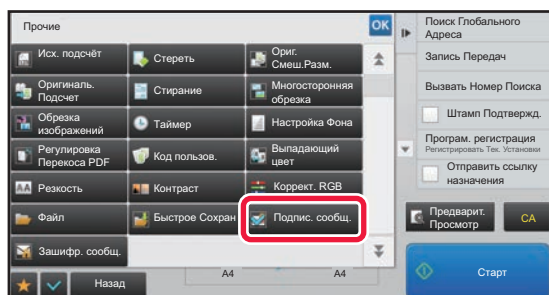 Прочие
OK
Исх. подсчёт
Стереть
Ориг.
Смеш.Разм.
Оригиналь.
Подсчет
Стирание
Многосторонняя
обрезка
Обрезка
изображений
Таймер
Настройка Фона
Регулировка
Перекоса PDF
Код пользов.
Выпадающий
цвет
Резкость
Контраст
Коррект. RGB
Файл
Быстрое Сохран
Подпис. сообщ.
Зашифр. сообщ.
Назад
A4
A4
Поиск Глобального
Адреса
Запись Передач
Вызвать Номер Поиска
Штамп Подтвержд.
Програм. регистрация
Регистрировать Тек. Установки
Отправить ссылку
назначения
Предварит.
Просмотр
CA
Старт